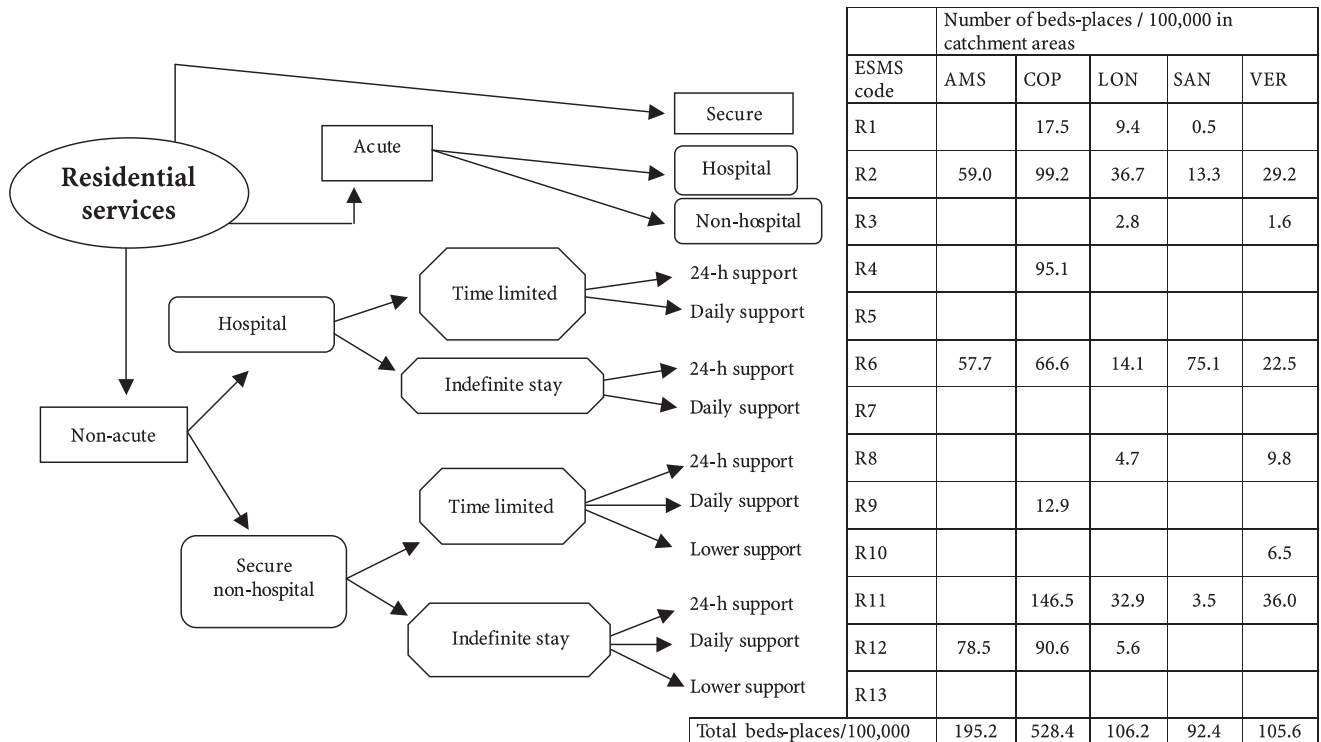 Number of beds-places / 100,000 in
catchment areas
ESMS
code
AMS COP LON SAN VER
Residential
services
Secure
R1 17.5 9.4 0.5
Acute
Hospital
R2 59.0 99.2 36.7 13.3 29.2
Non-hospital
R3 2.8 1.6
Time limited
24-h support
R4 95.1
Hospital
Daily support
R5
Indefinite stay
24-h support
R6 57.7 66.6 14.1 75.1 22.5
Daily support
R7
Non-acute
24-h support
R8 4.7 9.8
Time limited
Daily support
R9 12.9
Lower support
R10 6.5
Secure
non-hospital
24-h support
R11 146.5 32.9 3.5 36.0
Indefinite stay
Daily support
R12 78.5 90.6 5.6
Lower support
R13
Total beds-places/100,000 195.2 528.4 106.2 92.4 105.6